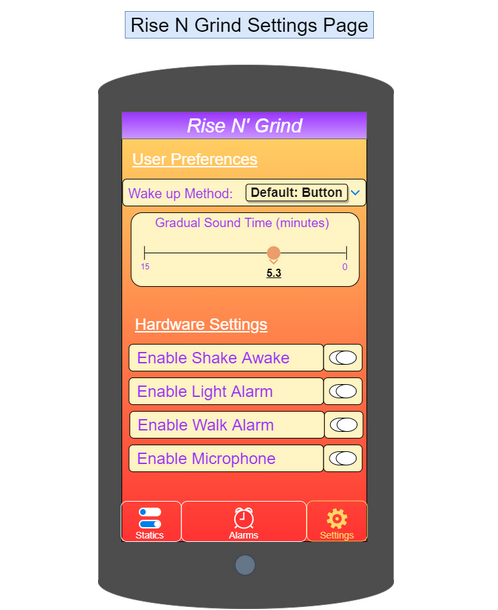 Rise N Grind Settings Page
Rise N' Grind
User Preferences
Wake up Method: Default: Button
Gradual Sound Time (minutes)
15 0
5.3
Hardware Settings
Enable Shake Awake
Enable Light Alarm
Enable Walk Alarm
Enable Microphone
Statics Alarms Settings